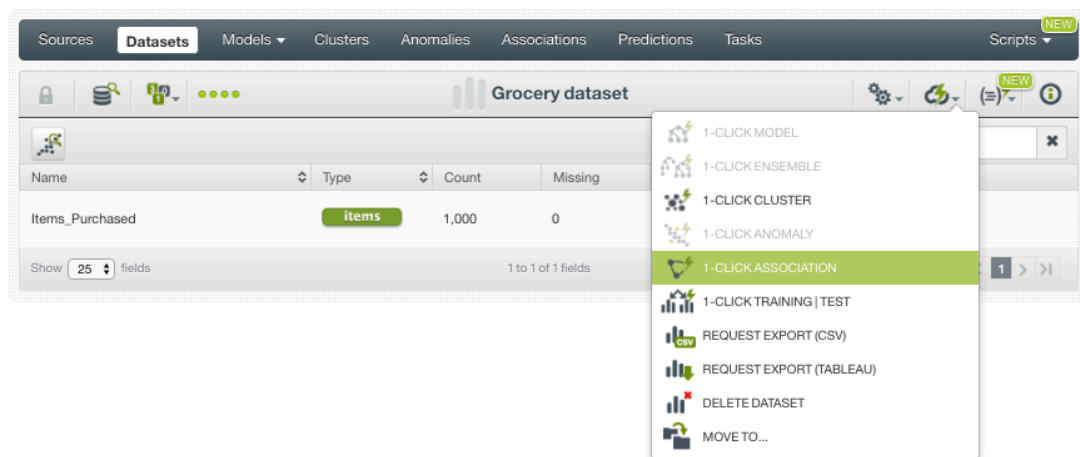 NEW
Sources Datasets Models Clusters Anomalies Associations Predictions Tasks Scripts
Grocery dataset (=) NEW
1-CLICK MODEL
1-CLICK ENSEMBLE
Name Type Count Missing
1-CLICK CLUSTER
Items_Purchased items 1,000 0
1-CLICK ANOMALY
Show 25 fields 1 to 1 of 1 fields 1
1-CLICK ASSOCIATION
1-CLICK TRAINING | TEST
CSV REQUEST EXPORT (CSV)
REQUEST EXPORT (TABLEAU)
DELETE DATASET
MOVE TO...